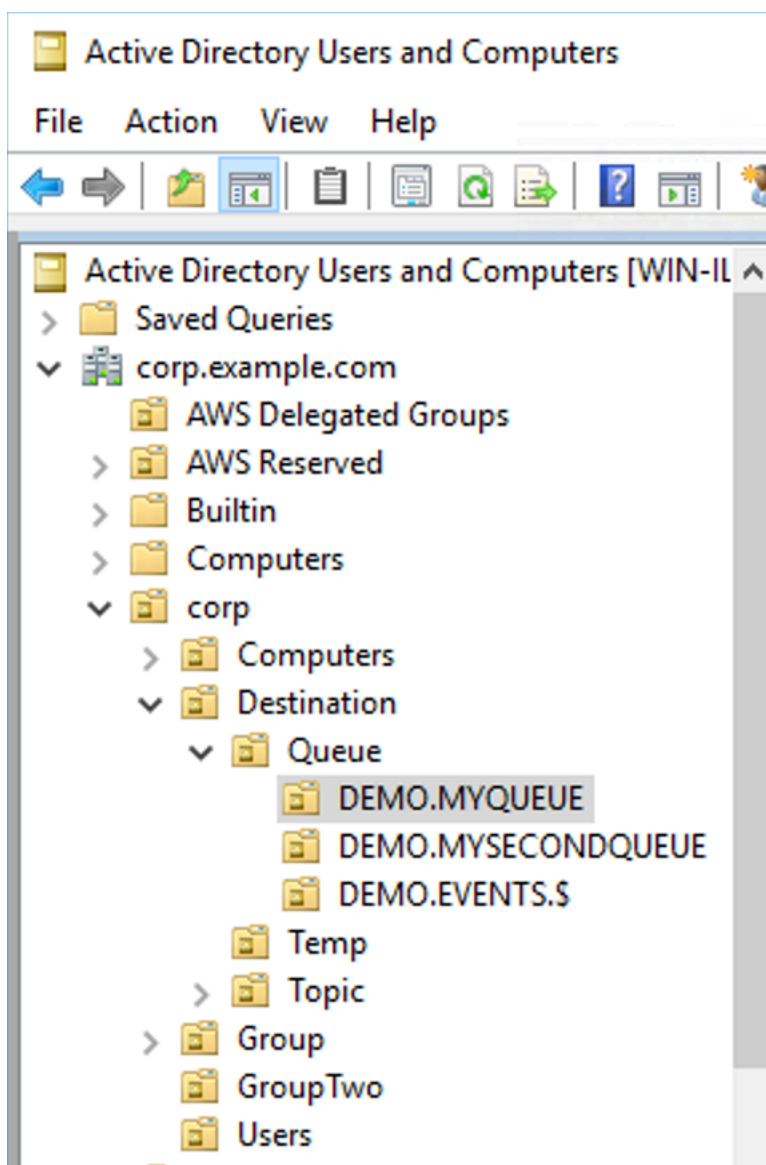 Active Directory Users and Computers
File Action View Help
Active Directory Users and Computers [WIN-IL
Saved Queries
corp.example.com
AWS Delegated Groups
AWS Reserved
Builtin
Computers
corp
Computers
Destination
Queue
DEMO.MYQUEUE
DEMO.MYSECONDQUEUE
DEMO.EVENTS.$
Temp
Topic
Group
GroupTwo
Users